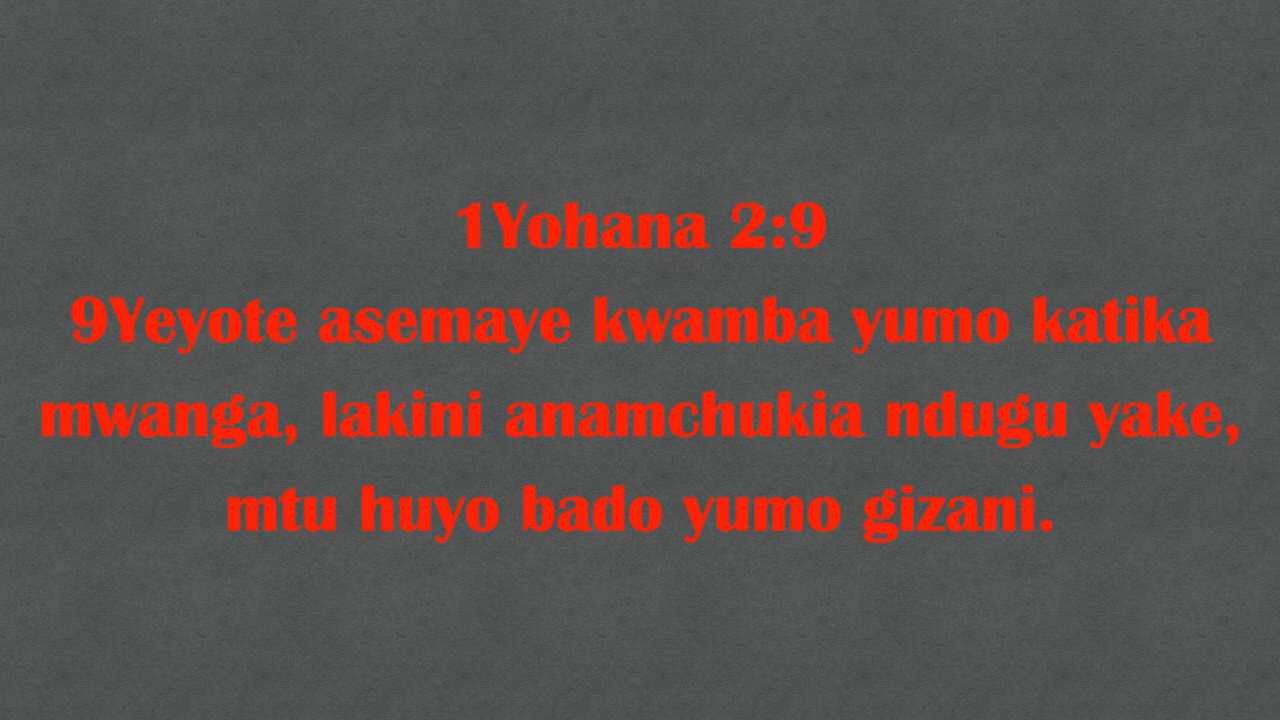 1Yohana 2:9
9Yeyote asemaye kwamba yumo katika
mwanga, lakini anamchukia ndugu yake,
mtu huyo bado yumo gizani.